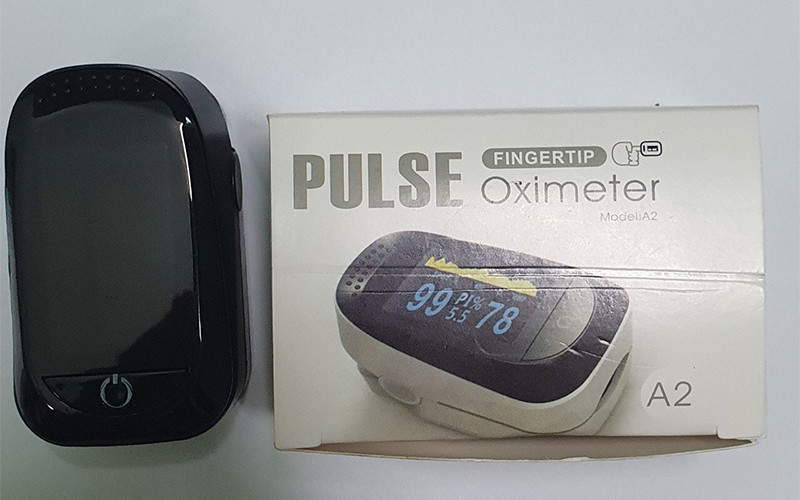 PULSE
FINGERTIP
Oximeter
Model:A2
99 PI% 5.5 78
A2